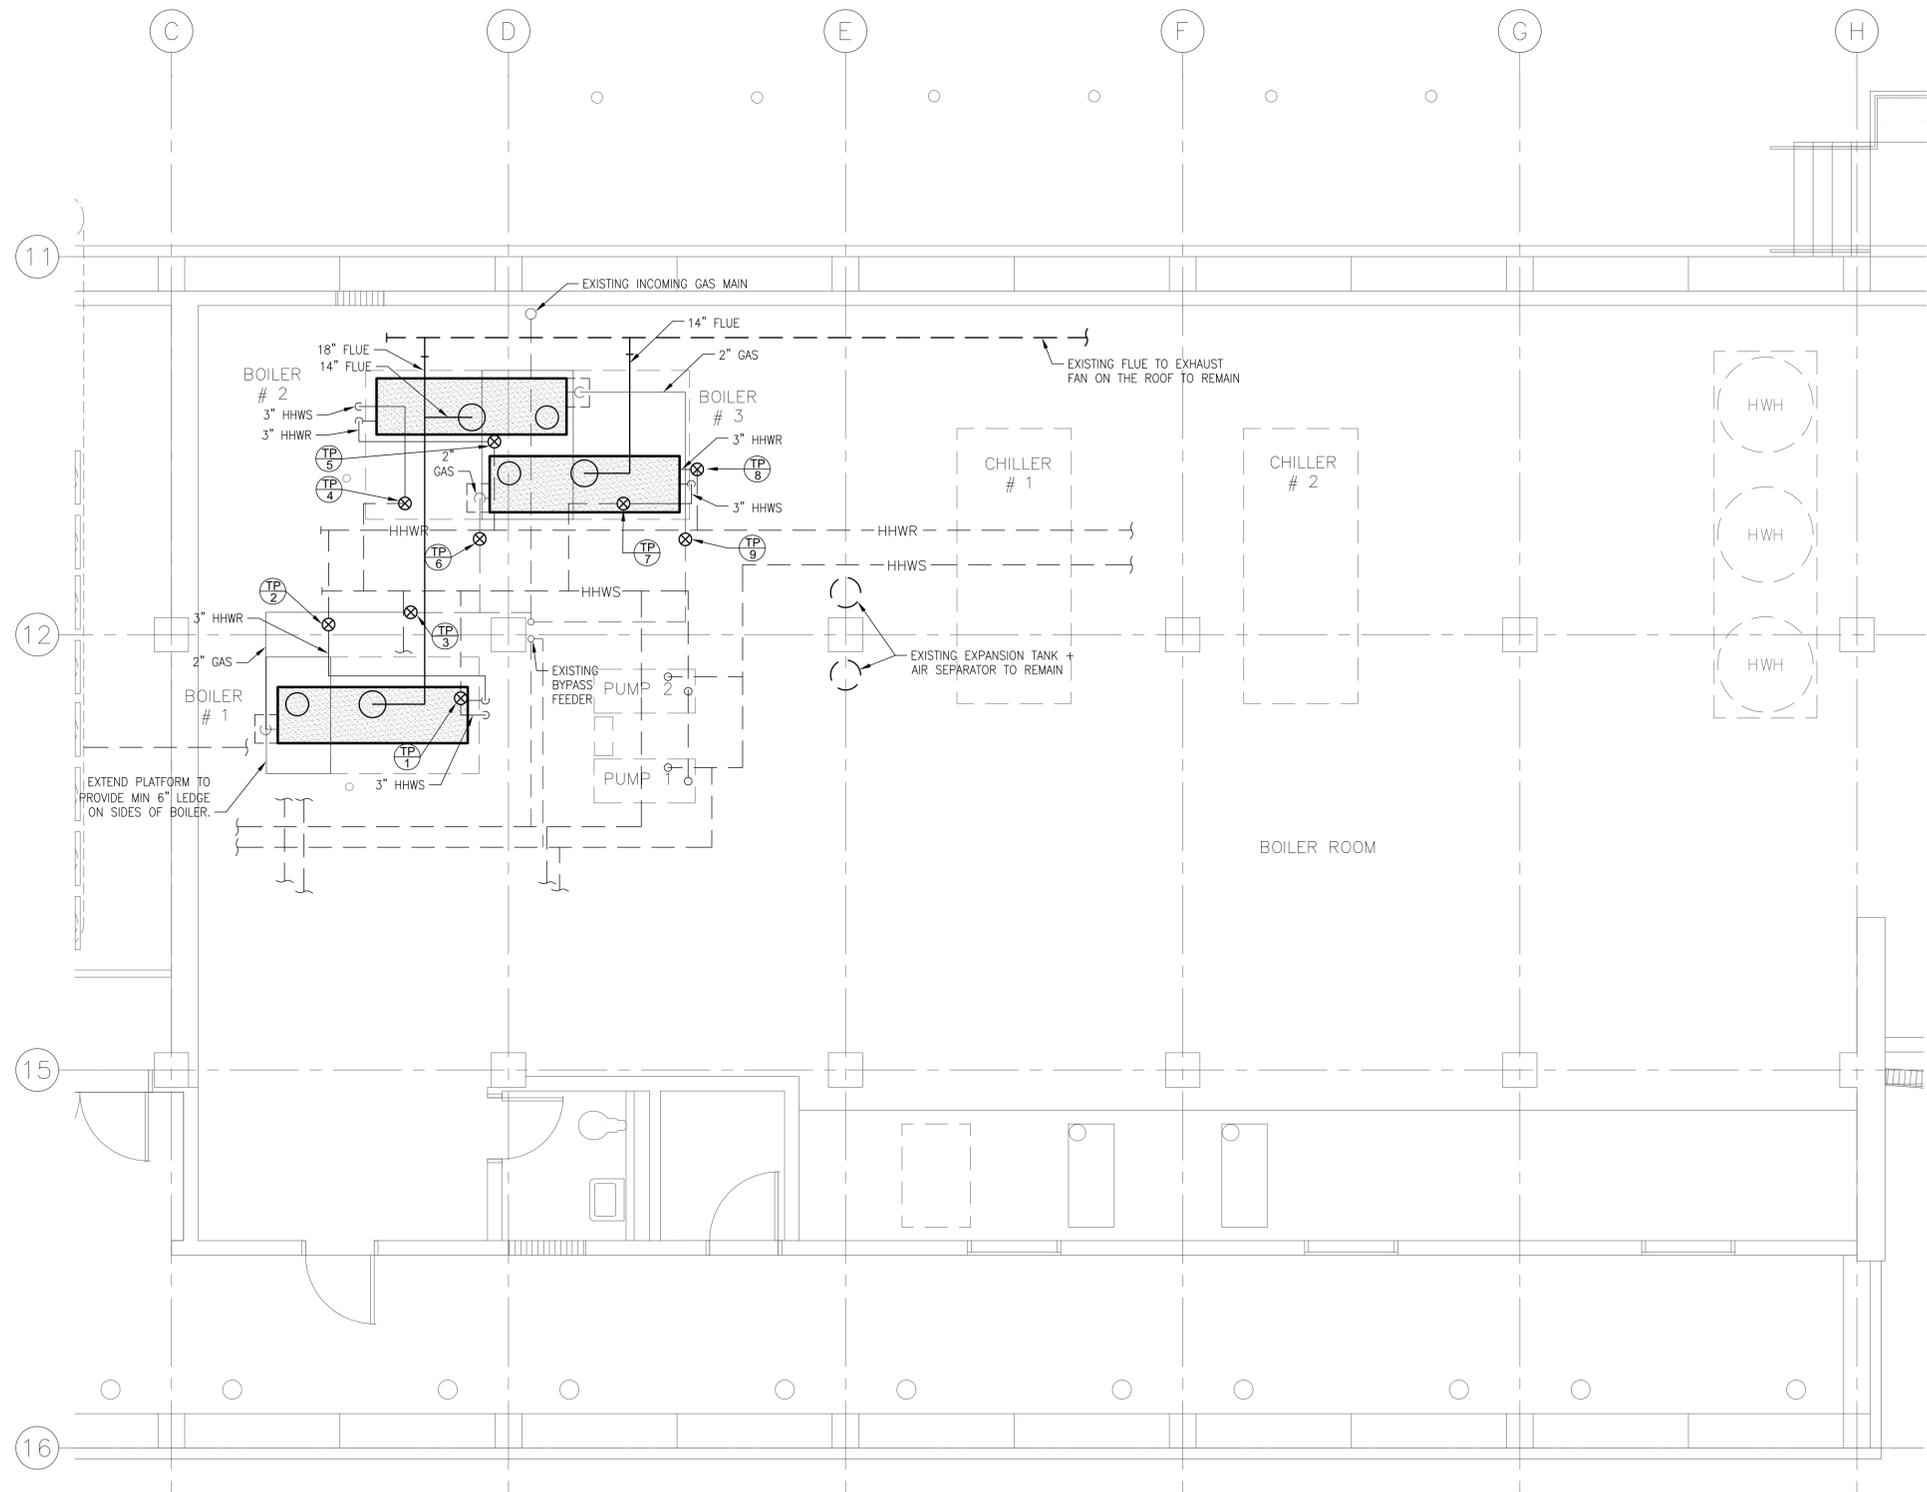 C
D
E
F
G
H
11
EXISTING INCOMING GAS MAIN
14" FLUE
18" FLUE
14" FLUE
2" GAS
EXISTING FLUE TO EXHAUST
FAN ON THE ROOF TO REMAIN
BOILER
# 2
BOILER
# 3
HWH
3" HHWS
3" HHWR
3" HHWR
TP
5
2"
GAS
TP
8
CHILLER
# 1
CHILLER
# 2
TP
4
3" HHWS
HHWR
HHWR
HWH
TP
6
TP
7
TP
9
HHWS
TP
2
HHWS
3" HHWR
12
TP
3
2" GAS
EXISTING
BYPASS
FEEDER
EXISTING EXPANSION TANK +
AIR SEPARATOR TO REMAIN
HWH
BOILER
# 1
PUMP 2
TP
1
3" HHWS
PUMP 1
EXTEND PLATFORM TO
PROVIDE MIN 6" LEDGE
ON SIDES OF BOILER.
BOILER ROOM
15
16